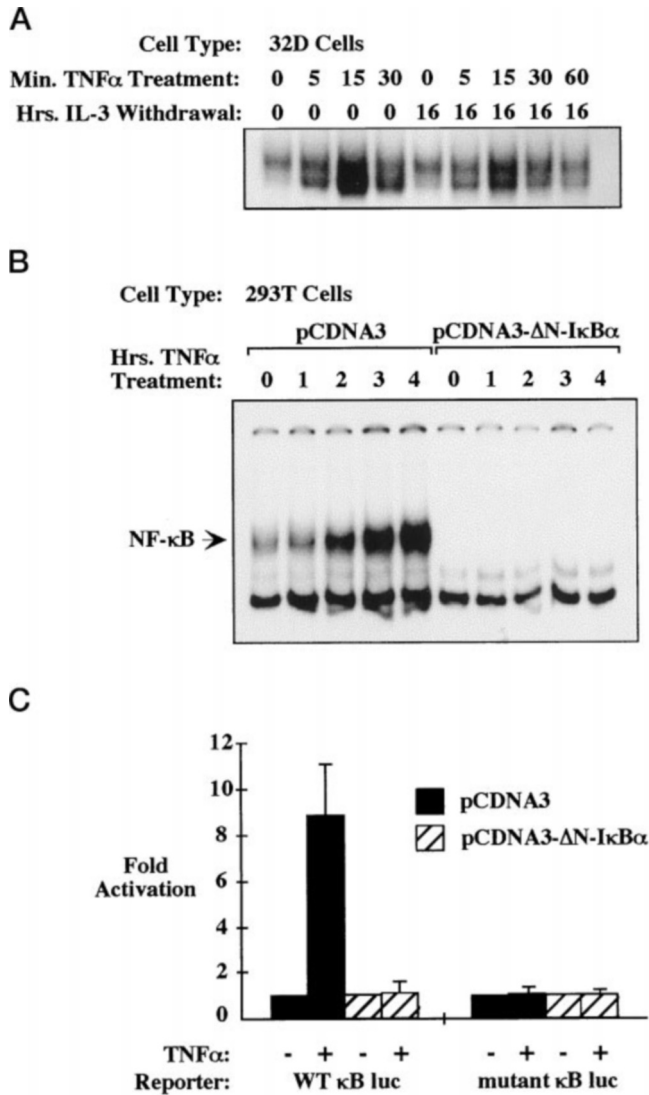 A
Cell Type: 32D Cells
Min. TNFα Treatment: 0 5 15 30 0 5 15 30 60
Hrs. IL-3 Withdrawal: 0 0 0 0 16 16 16 16 16
B
Cell Type: 293T Cells
pCDNA3 pCDNA3-ΔN-IκBα
Hrs. TNFα
Treatment: 0 1 2 3 4 0 1 2 3 4
NF-κB
C
12
10
8
6
4
2
0
Fold
Activation
pCDNA3
pCDNA3-ΔN-IκBα
TNFα: - + - + - + - +
Reporter: WT κB luc mutant κB luc